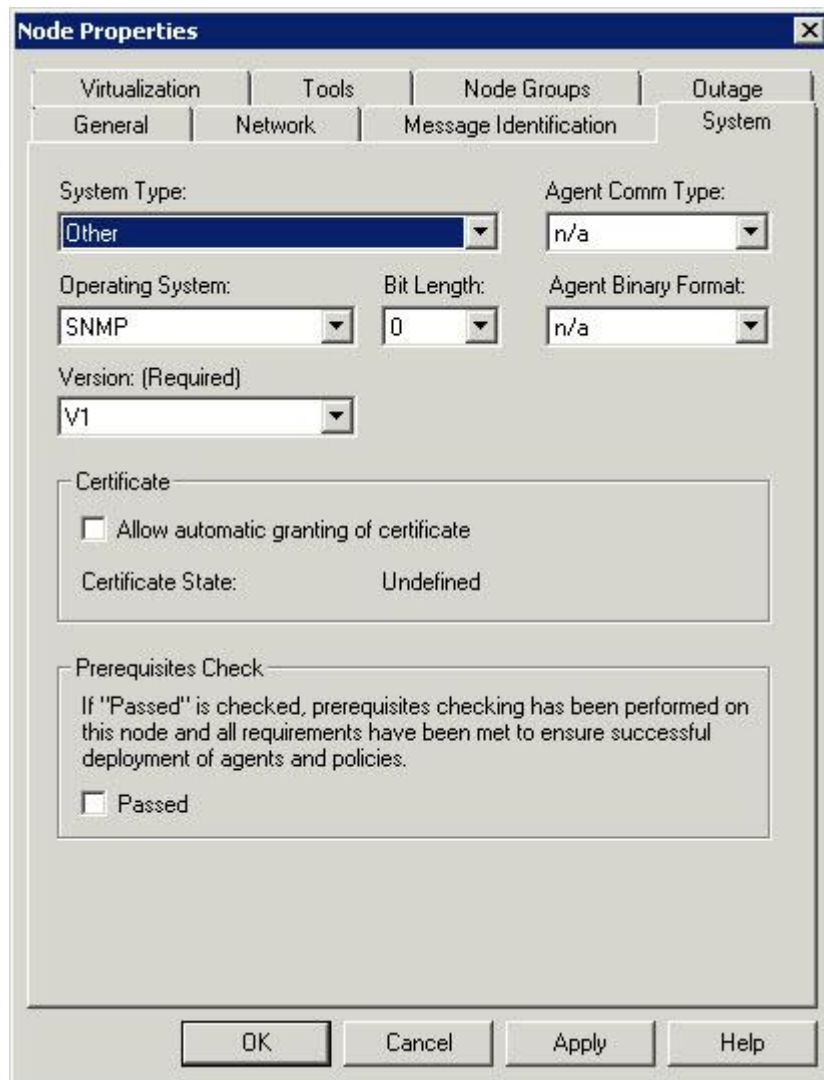 Node Properties
Virtualization Tools Node Groups Outage
General Network Message Identification System
System Type: Agent Comm Type:
Other n/a
Operating System: Bit Length: Agent Binary Format:
SNMP 0 n/a
Version: (Required)
V1
Certificate
Allow automatic granting of certificate
Certificate State: Undefined
Prerequisites Check
If "Passed" is checked, prerequisites checking has been performed on
this node and all requirements have been met to ensure successful
deployment of agents and policies.
Passed
OK Cancel Apply Help